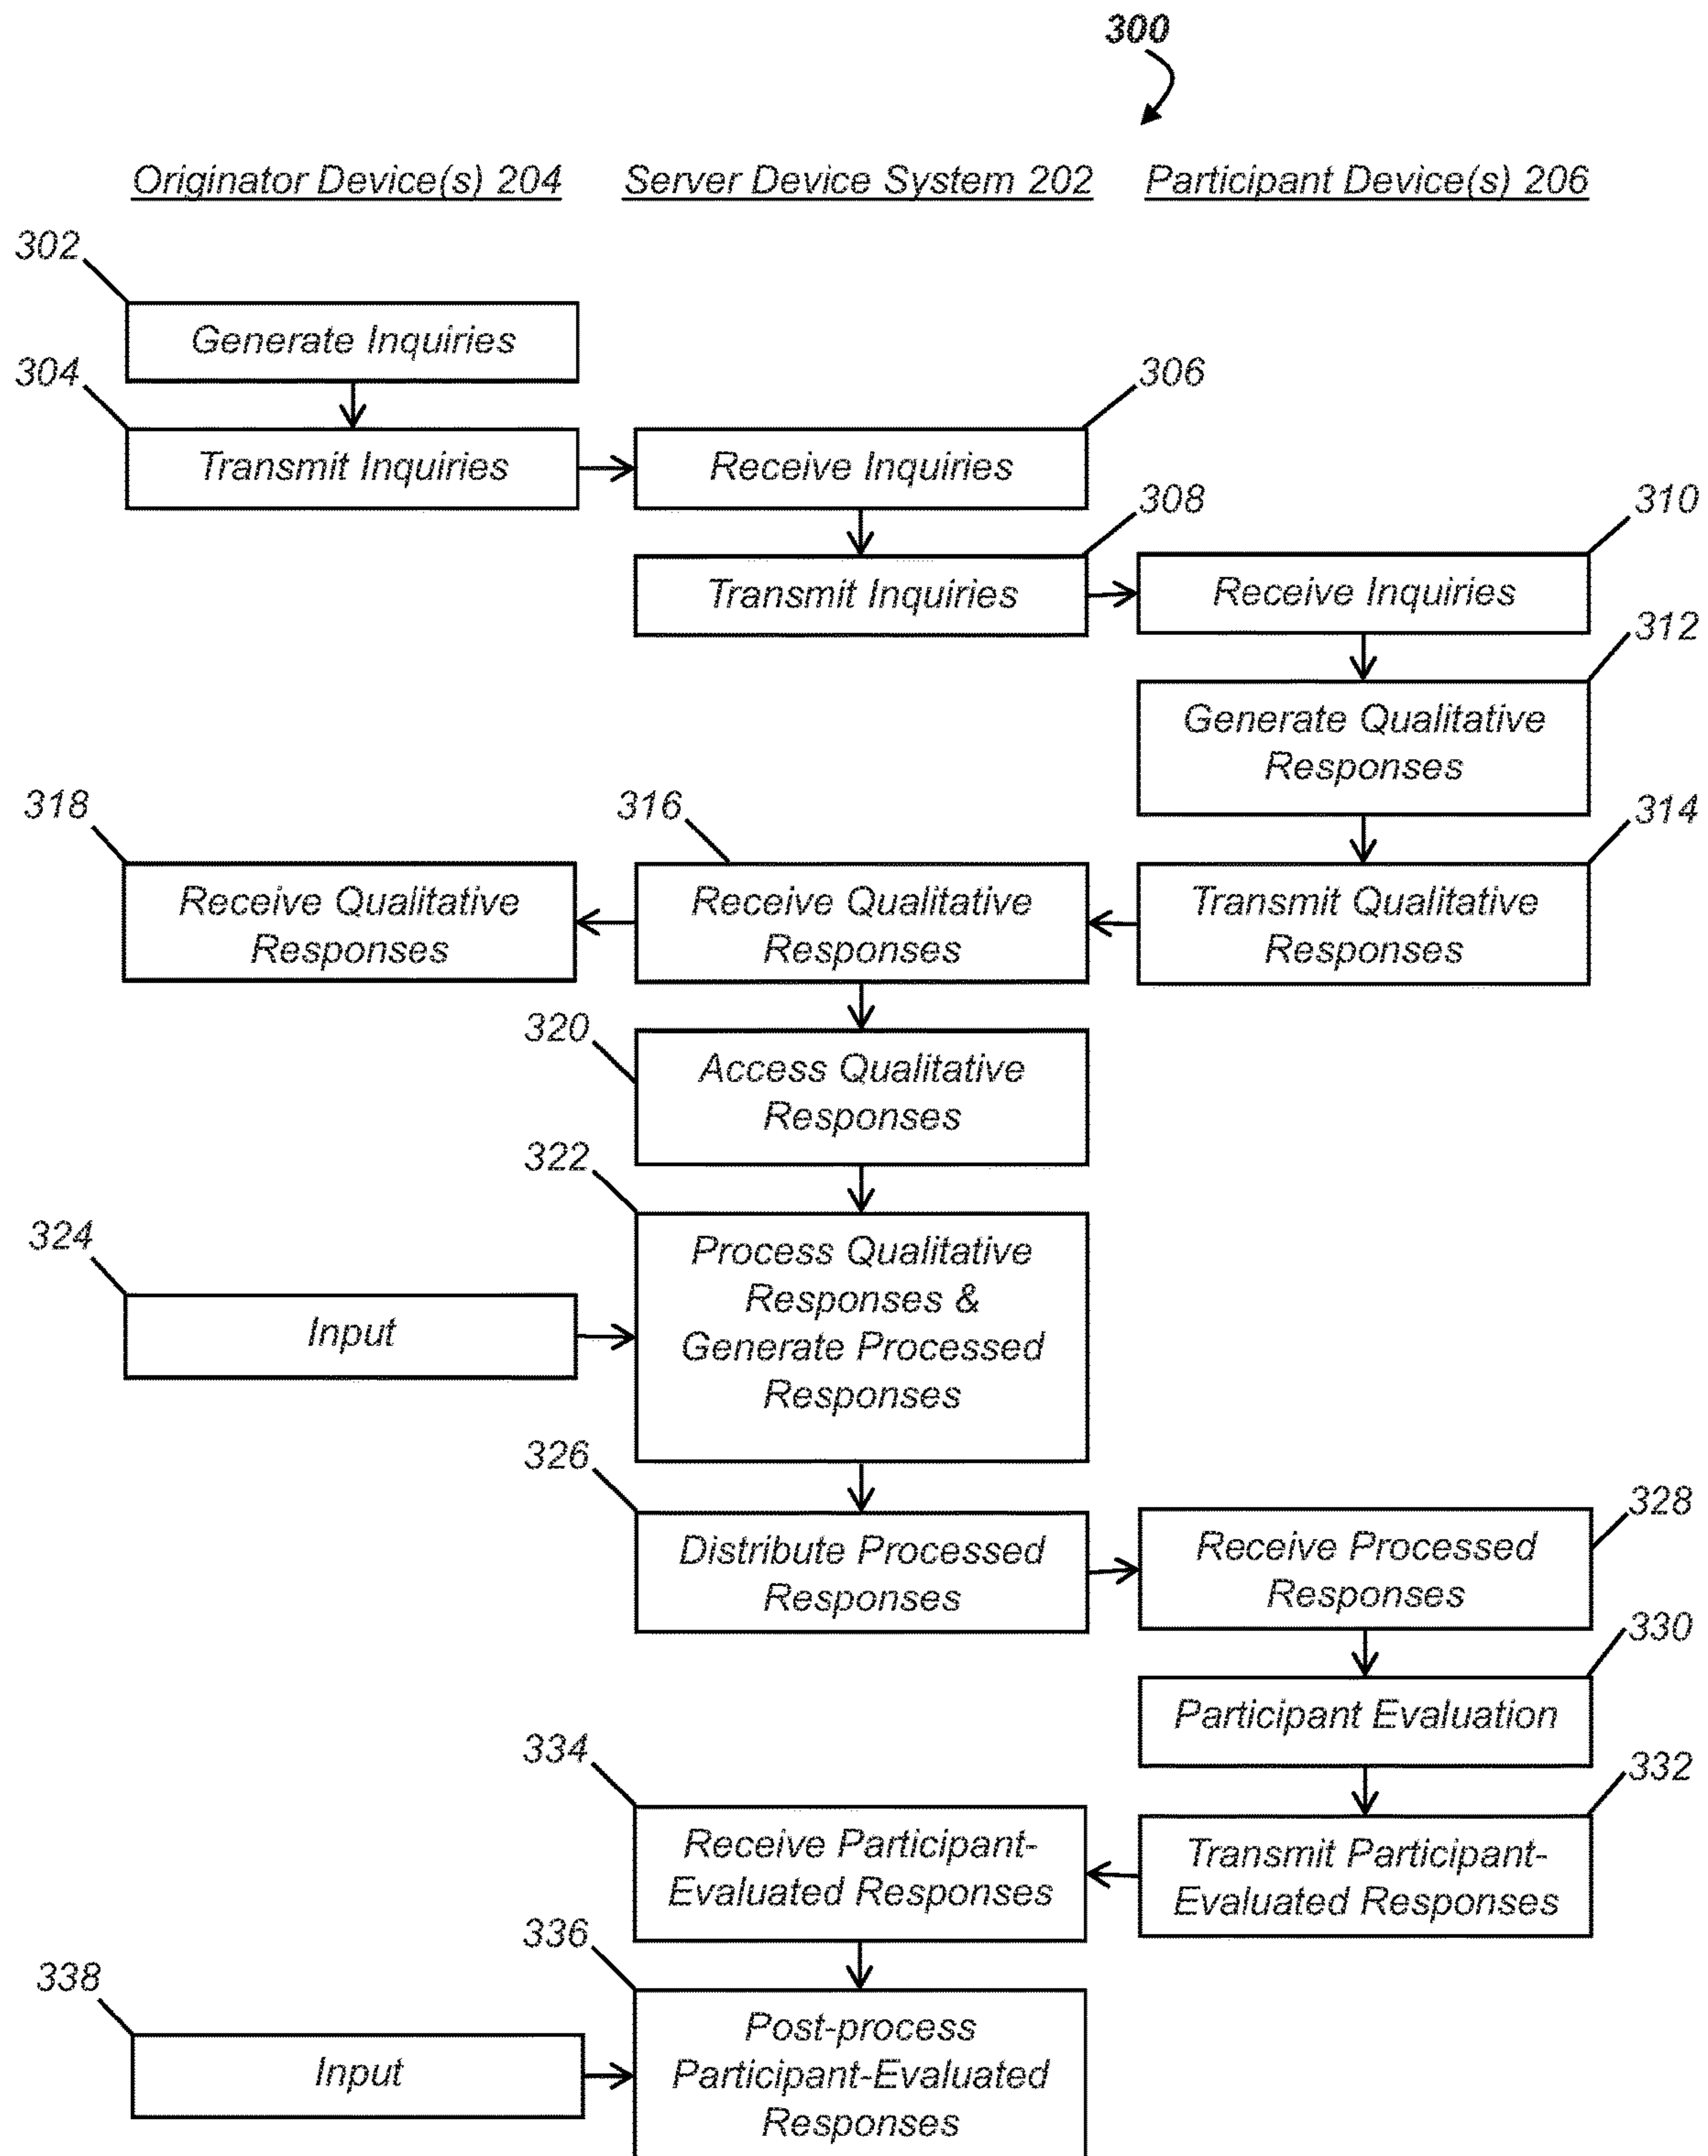 300
Originator Device(s) 204
Server Device System 202
Participant Device(s) 206
302
Generate Inquiries
304
Transmit Inquiries
306
Receive Inquiries
308
Transmit Inquiries
310
Receive Inquiries
312
Generate Qualitative
Responses
314
Transmit Qualitative
Responses
316
Receive Qualitative
Responses
318
Receive Qualitative
Responses
320
Access Qualitative
Responses
322
Process Qualitative
Responses &
Generate Processed
Responses
324
Input
326
Distribute Processed
Responses
328
Receive Processed
Responses
330
Participant Evaluation
332
Transmit Participant-
Evaluated Responses
334
Receive Participant-
Evaluated Responses
336
Post-process
Participant-Evaluated
Responses
338
Input